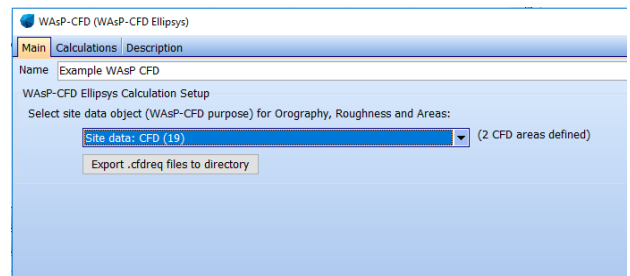 WAsP-CFD (WAsP-CFD Ellipsys)
Main Calculations Description
Name Example WAsP CFD
WAsP-CFD Ellipsys Calculation Setup
Select site data object (WAsP-CFD purpose) for Orography, Roughness and Areas:
Site data: CFD (19) (2 CFD areas defined)
Export .cfdreq files to directory